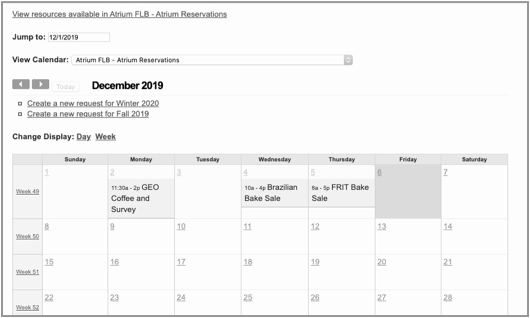 View resources available in Atrium FLB - Atrium Reservations
Jump to: 12/1/2019
View Calendar: Atrium FLB - Atrium Reservations
Today December 2019
Create a new request for Winter 2020
Create a new request for Fall 2019
Change Display: Day Week
Sunday Monday Tuesday Wednesday Thursday Friday Saturday
Week 49 1 2 3 4 5 6 7
11:30a - 2p GEO
Coffee and
Survey
10a - 4p Brazilian
Bake Sale
8a - 5p FRIT Bake
Sale
Week 50 8 9 10 11 12 13 14
Week 51 15 16 17 18 19 20 21
Week 52 22 23 24 25 26 27 28